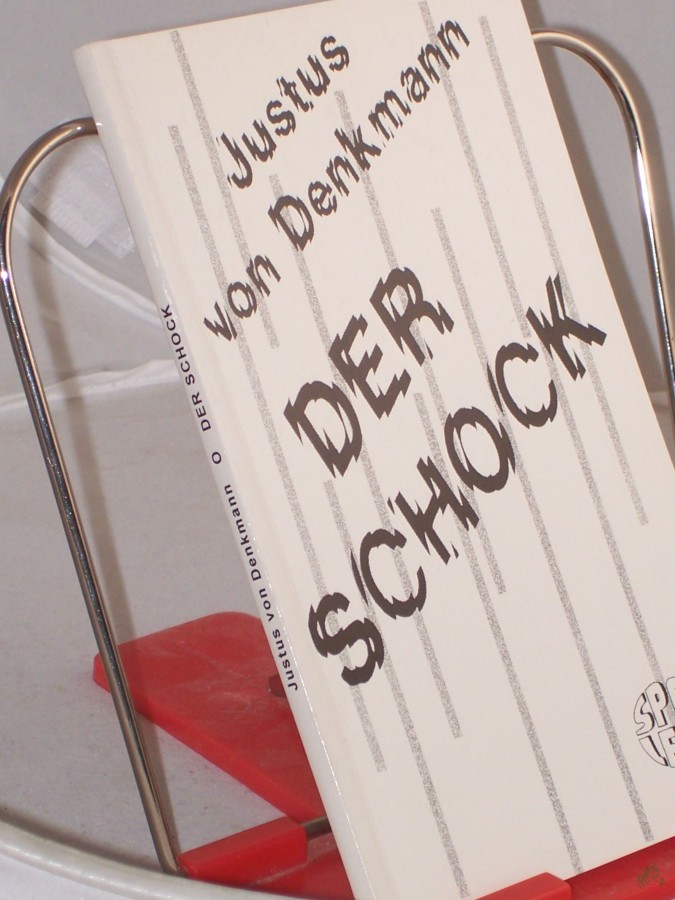 Justus
von Denkmann
DER
SCHOCK
Justus von Denkmann O DER SCHOCK